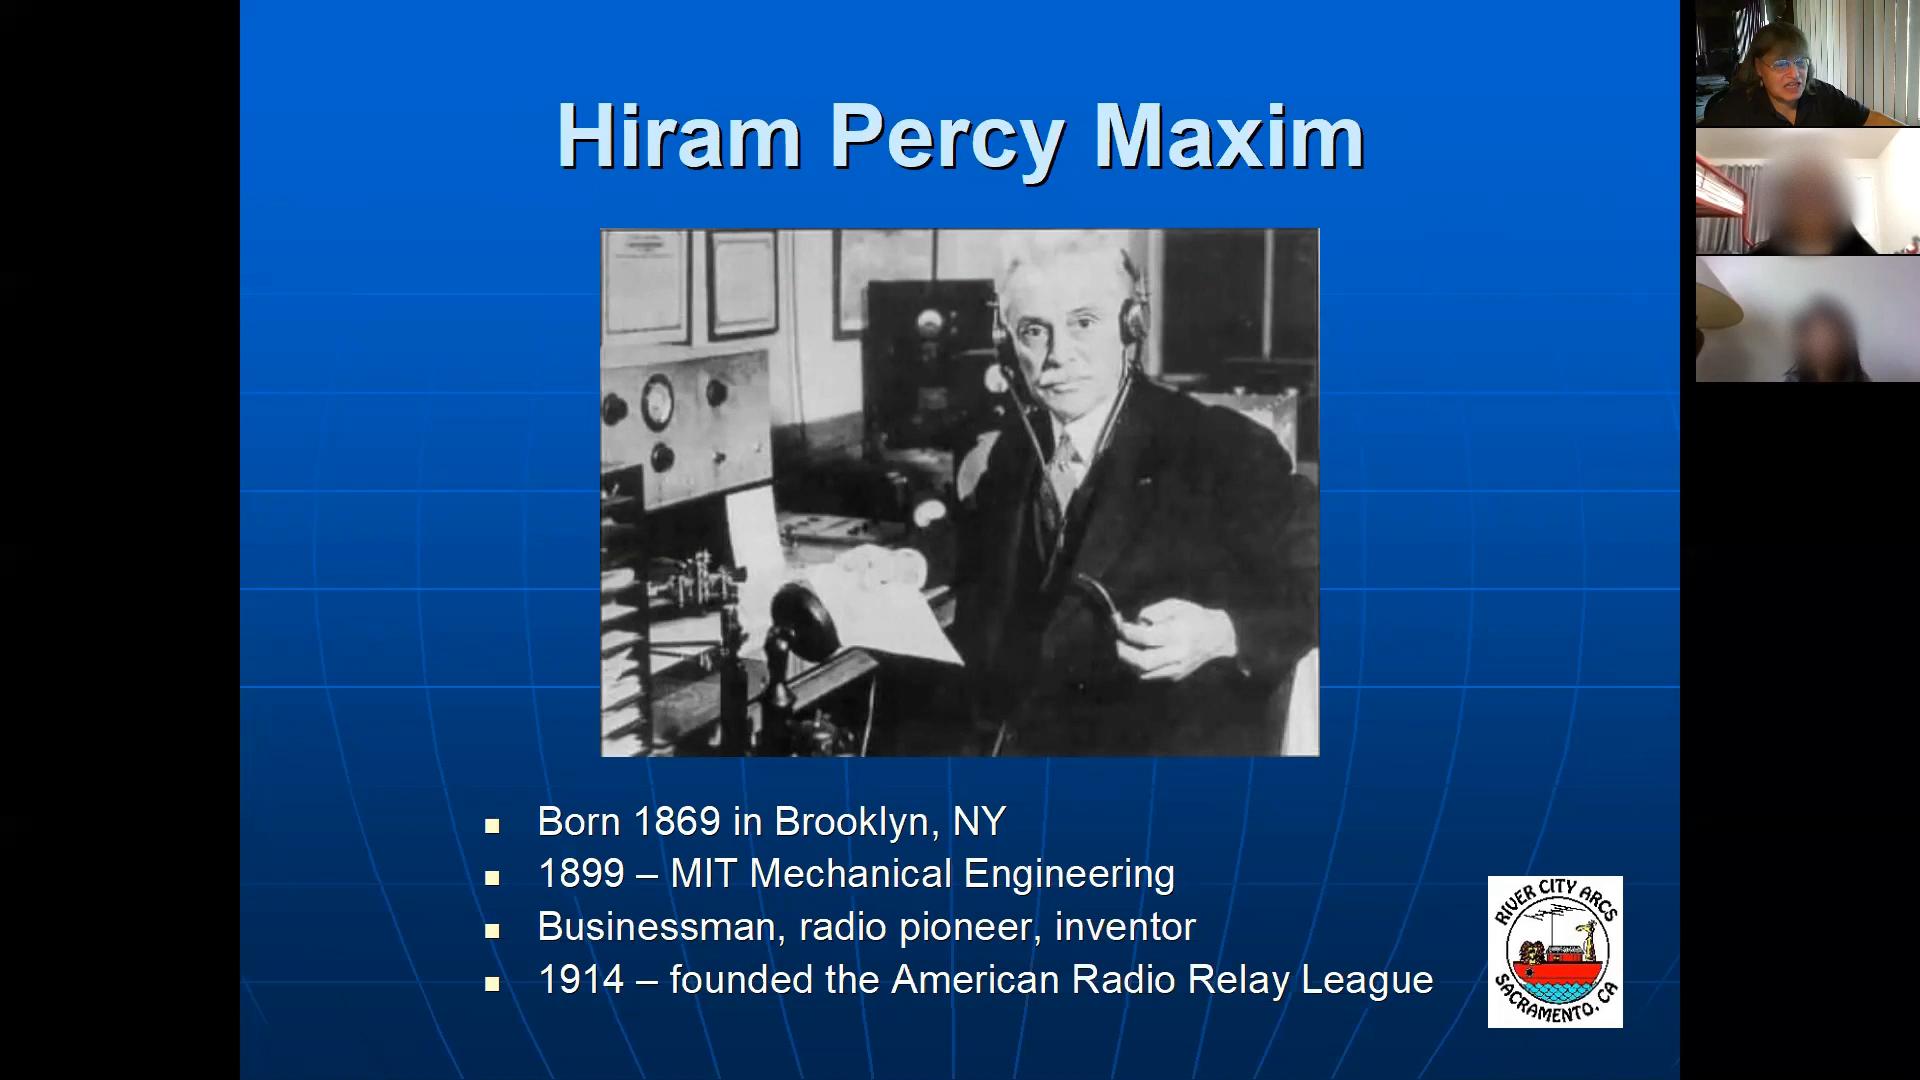 Hiram Percy Maxim
Born 1869 in Brooklyn, NY
1899 – MIT Mechanical Engineering
Businessman, radio pioneer, inventor
1914 – founded the American Radio Relay League
RIVER CITY ARCS
SACRAMENTO, CA